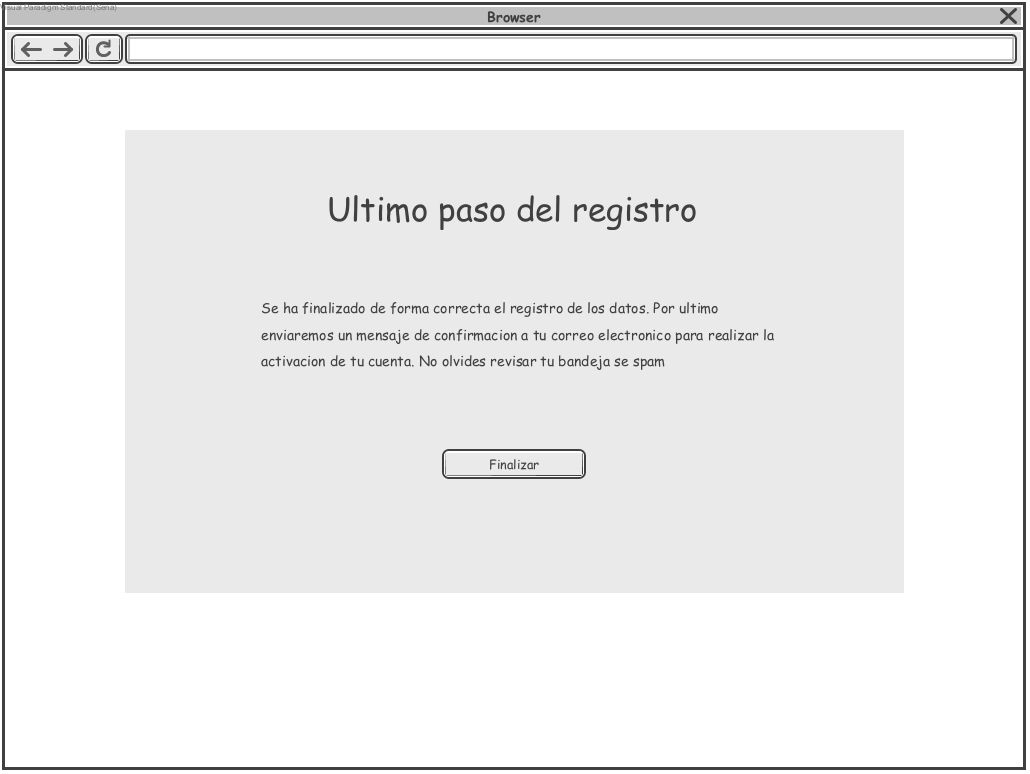 Visual Paradigm Standard(Seria)
Browser
Ultimo paso del registro
Se ha finalizado de forma correcta el registro de los datos. Por ultimo
enviaremos un mensaje de confirmacion a tu correo electronico para realizar la
activacion de tu cuenta. No olvides revisar tu bandeja se spam
Finalizar